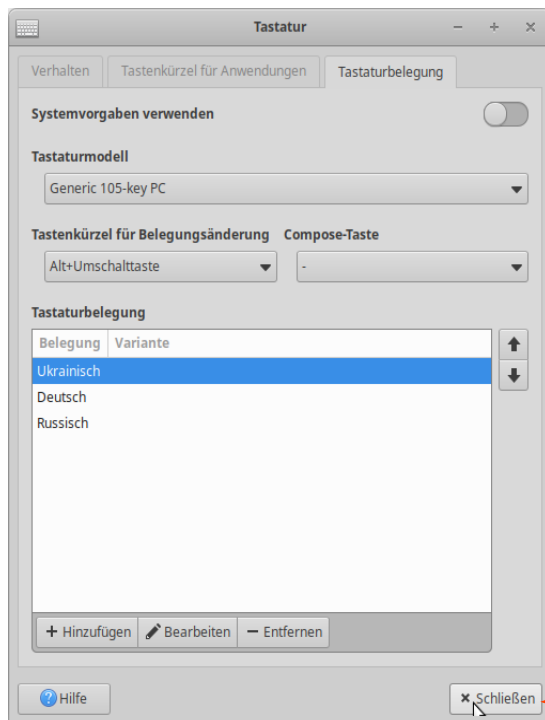 Tastatur
Verhalten Tastenkürzel für Anwendungen Tastaturbelegung
Systemvorgaben verwenden
Tastaturmodell
Generic 105-key PC
Tastenkürzel für Belegungsänderung Compose-Taste
Alt+Umschalttaste -
Tastaturbelegung
Belegung Variante
Ukrainisch
Deutsch
Russisch
Hinzufügen Bearbeiten Entfernen
Hilfe Schließen